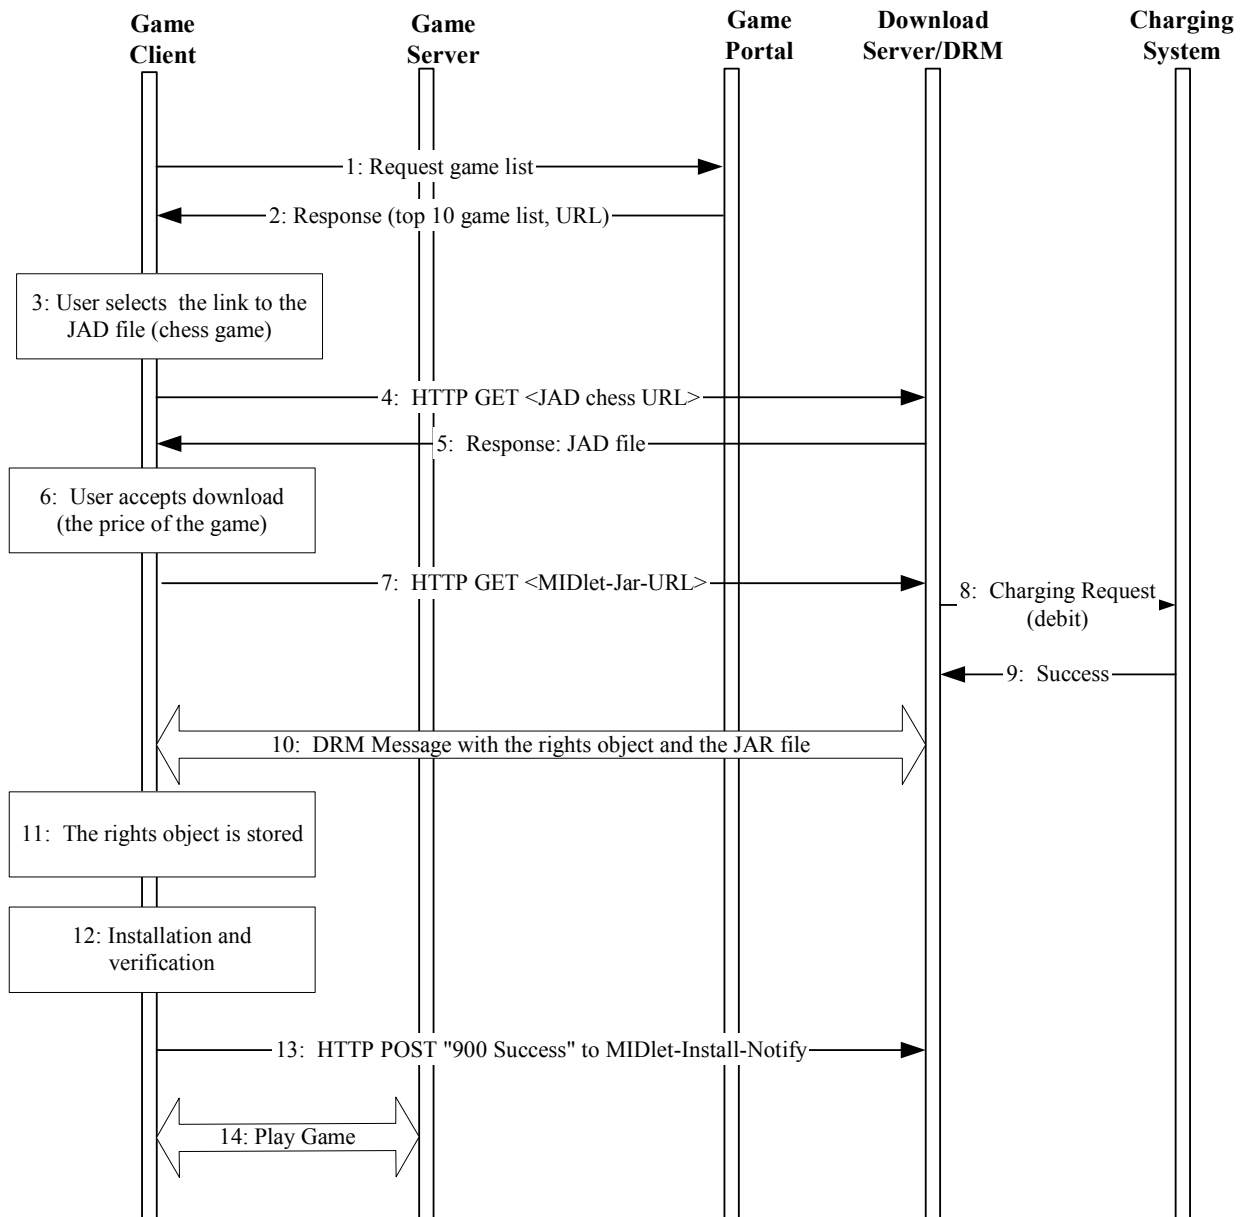 Game
Client
Game
Server
Game
Portal
Download
Server/DRM
Charging
System
1: Request game list
2: Response (top 10 game list, URL)
3: User selects the link to the
JAD file (chess game)
4: HTTP GET <JAD chess URL>
5: Response: JAD file
6: User accepts download
(the price of the game)
7: HTTP GET <MIDlet-Jar-URL>
8: Charging Request
(debit)
9: Success
10: DRM Message with the rights object and the JAR file
11: The rights object is stored
12: Installation and
verification
13: HTTP POST "900 Success" to MIDlet-Install-Notify
14: Play Game